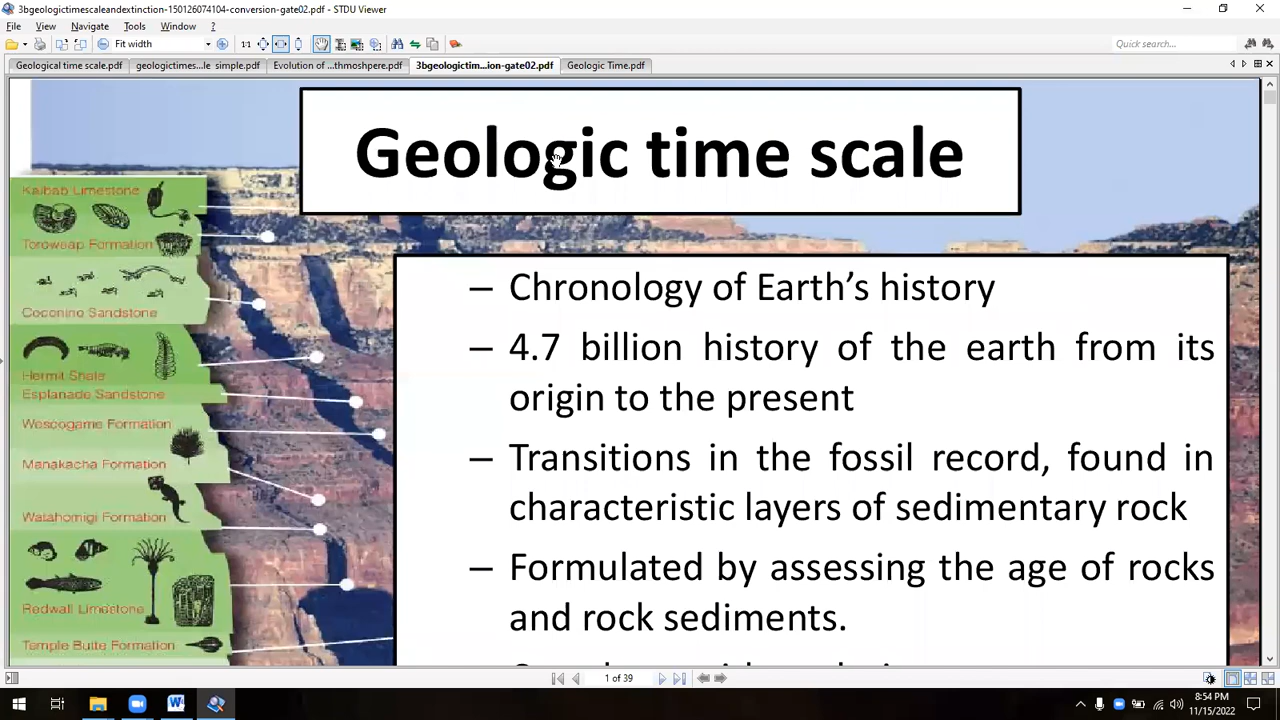 3bgeologictimescaleandextinction-150126074104-conversion-gate02.pdf - STDU Viewer
File View Navigate Tools Window ?
Fit width 1:1 Quick search...
Geological time scale.pdf geologictimes...le simple.pdf Evolution of ...thmoshpere.pdf 3bgeologictim...ion-gate02.pdf Geologic Time.pdf
Geologic time scale
Kaibab Limestone
Toroweap Formation
Coconino Sandstone
Hermit Shale
Esplanade Sandstone
Wescogame Formation
Manakacha Formation
Watahomigi Formation
Redwall Limestone
Temple Butte Formation
– Chronology of Earth’s history
– 4.7 billion history of the earth from its
origin to the present
– Transitions in the fossil record, found in
characteristic layers of sedimentary rock
– Formulated by assessing the age of rocks
and rock sediments.
1 of 39
8:54 PM
11/15/2022